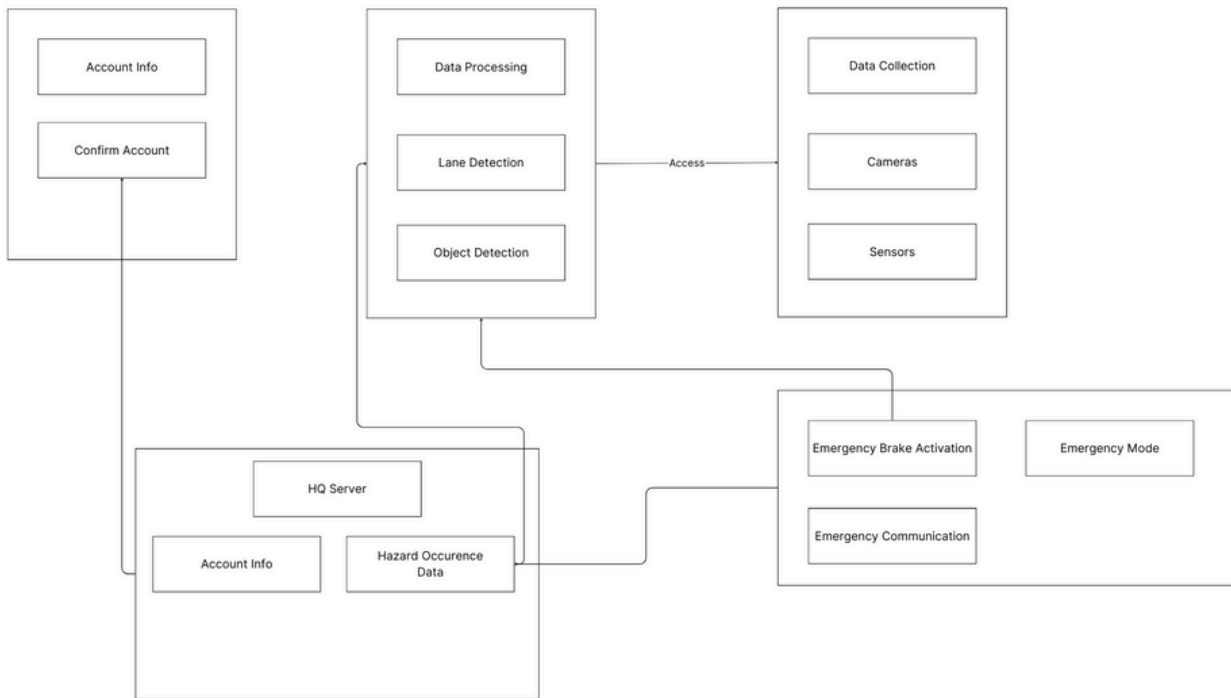 Account Info
Confirm Account
Data Processing
Lane Detection
Object Detection
Access
Data Collection
Cameras
Sensors
HQ Server
Account Info
Hazard Occurence
Data
Emergency Brake Activation
Emergency Mode
Emergency Communication